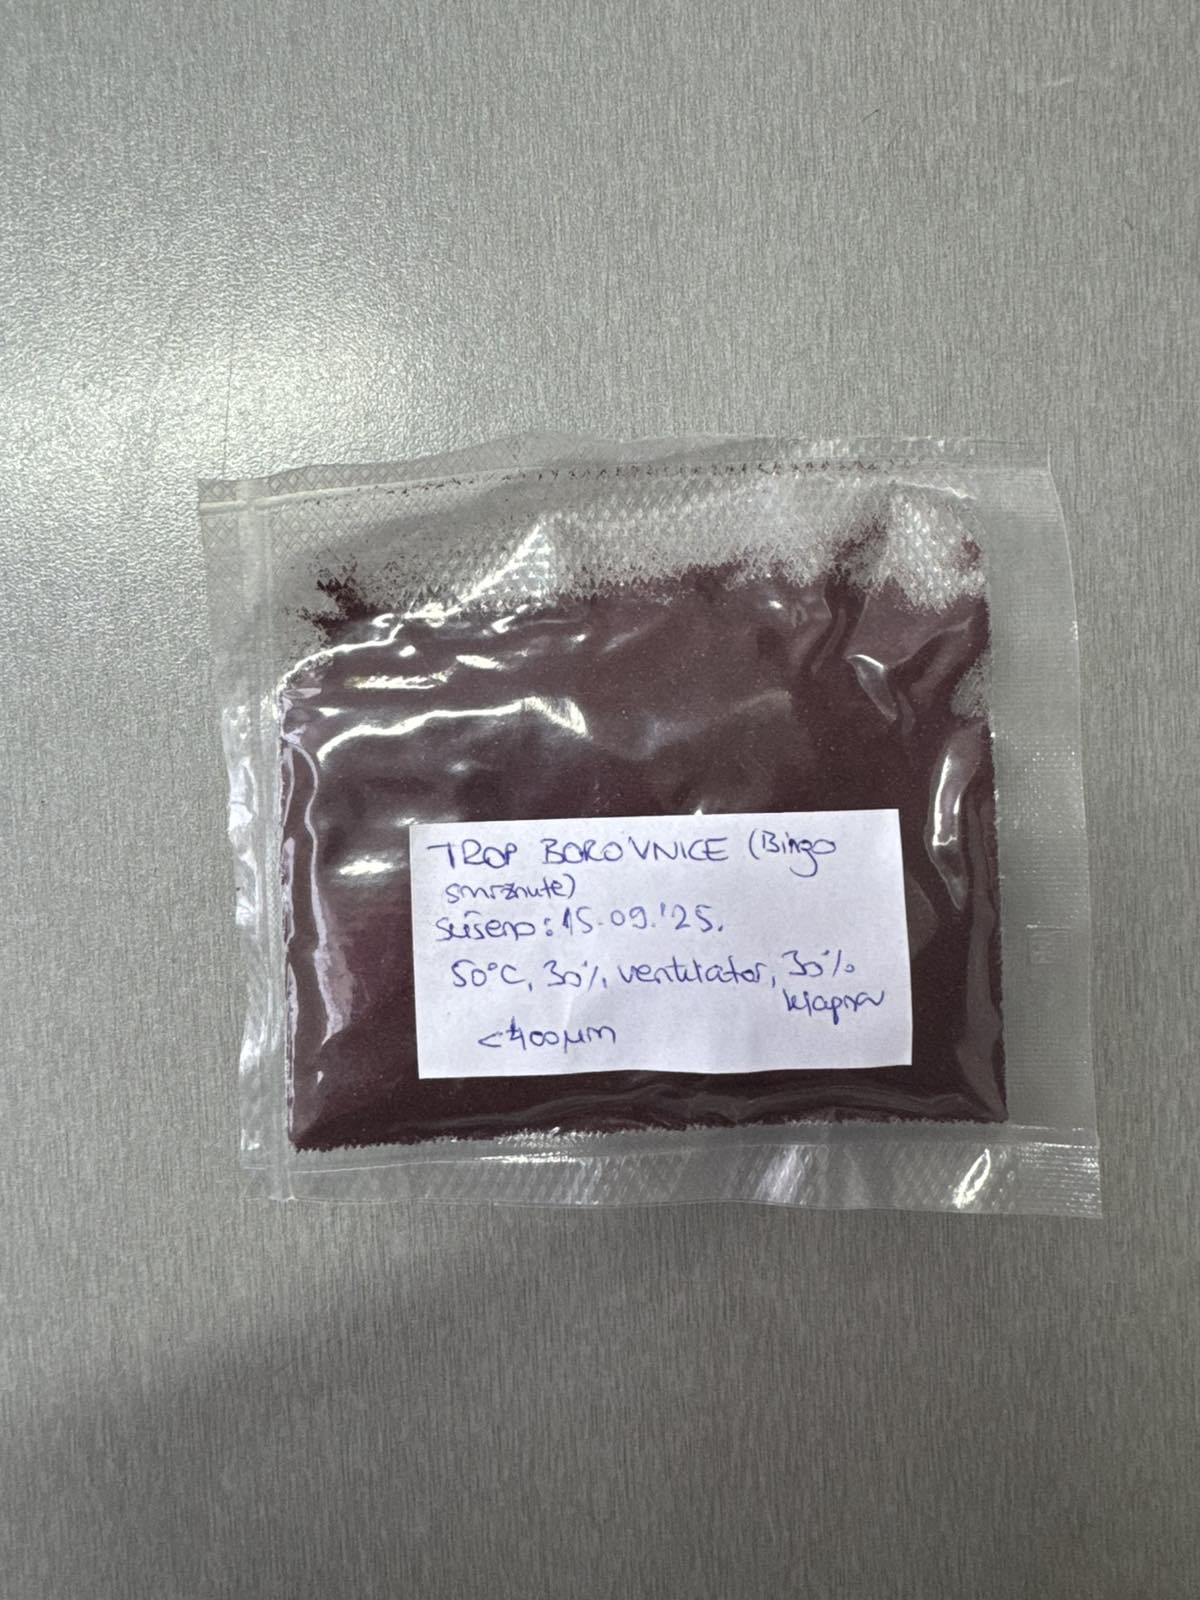 TROP BOROVNICE (Bingo
smrznute)
sušeno: 15.09.'25.
50°C, 30%, ventilator, 30%
klapna
<400μm